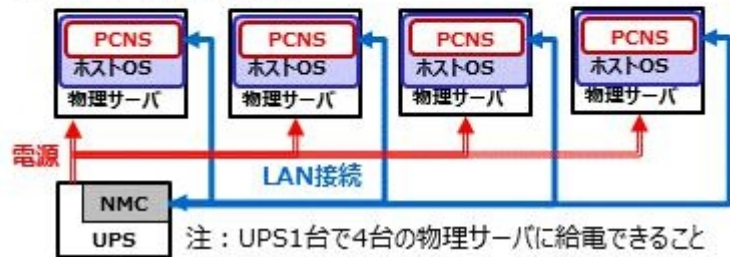 PCNS PCNS PCNS PCNS
ホストOS ホストOS ホストOS ホストOS
物理サーバ 物理サーバ 物理サーバ 物理サーバ
電源
LAN接続
NMC
UPS
注：UPS1台で4台の物理サーバに給電できること